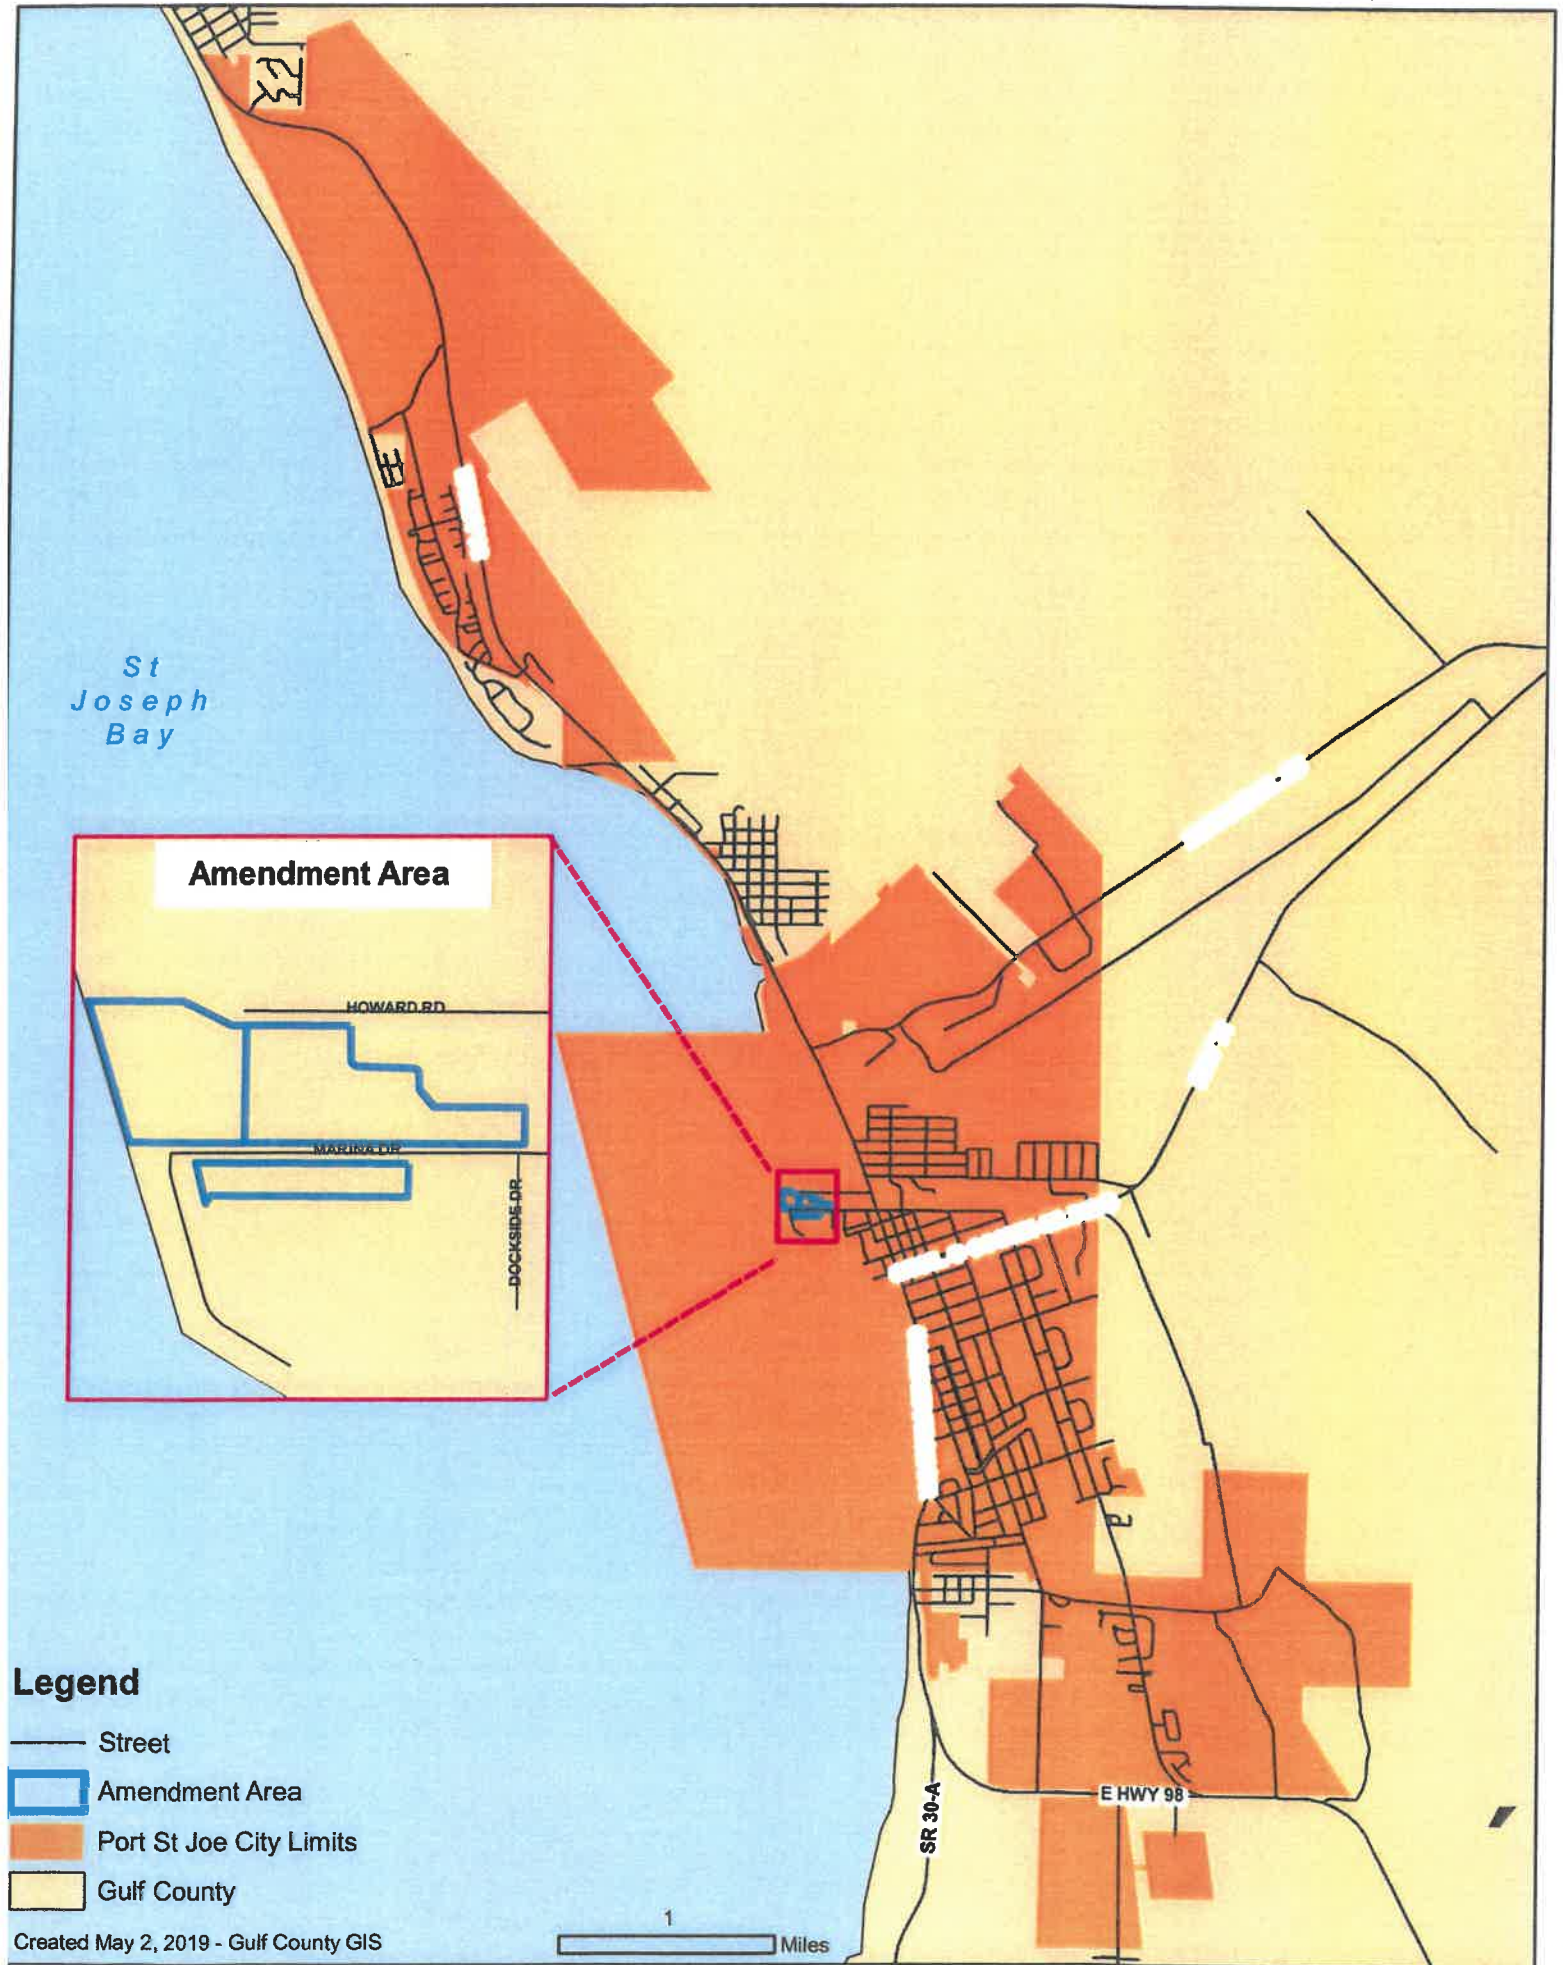 St
Joseph
Bay
Amendment Area
HOWARD RD
MARINA DR
DOCKSIDE DR
SR 30-A
E HWY 98
Legend
Street
Amendment Area
Port St Joe City Limits
Gulf County
Created May 2, 2019 - Gulf County GIS
1
Miles